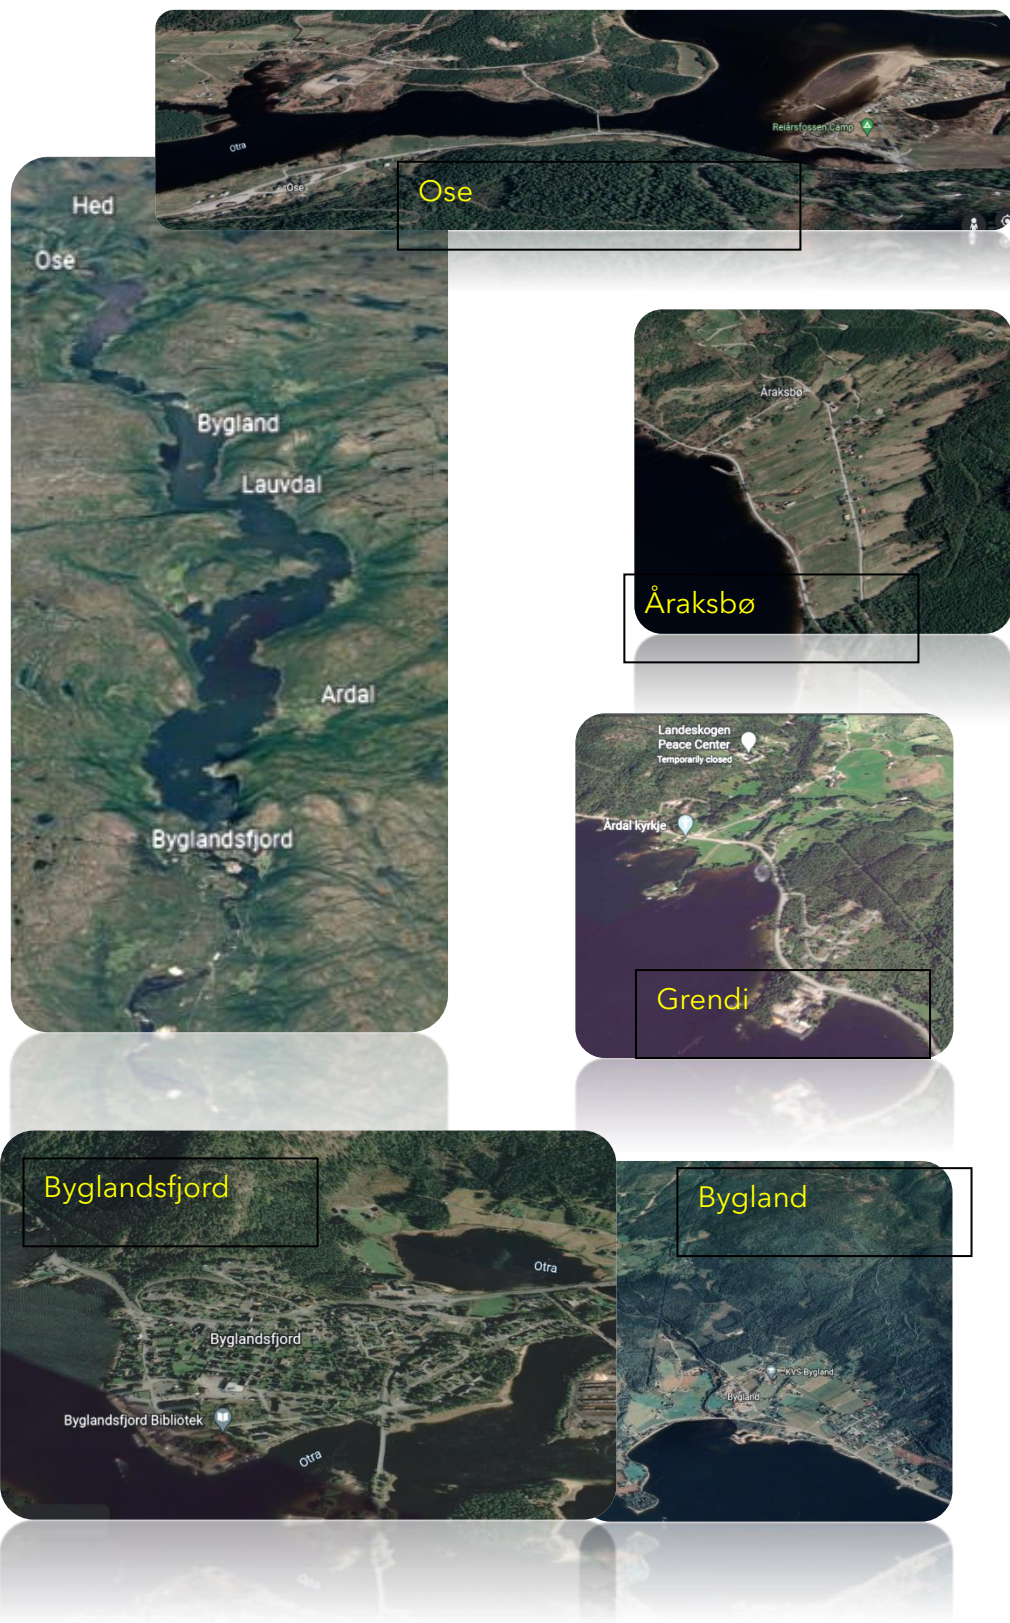 Otra
Ose
Reiårsfossen Camp
Ose
Hed
Ose
Bygland
Lauvdal
Ardal
Byglandsfjord
Åraksbø
Åraksbø
Landeskogen
Peace Center
Temporarily closed
Årdal kyrkje
Grendi
Byglandsfjord
Otra
Byglandsfjord
Byglandsfjord Bibliotek
Otra
Bygland
KVS-Bygland
Bygland